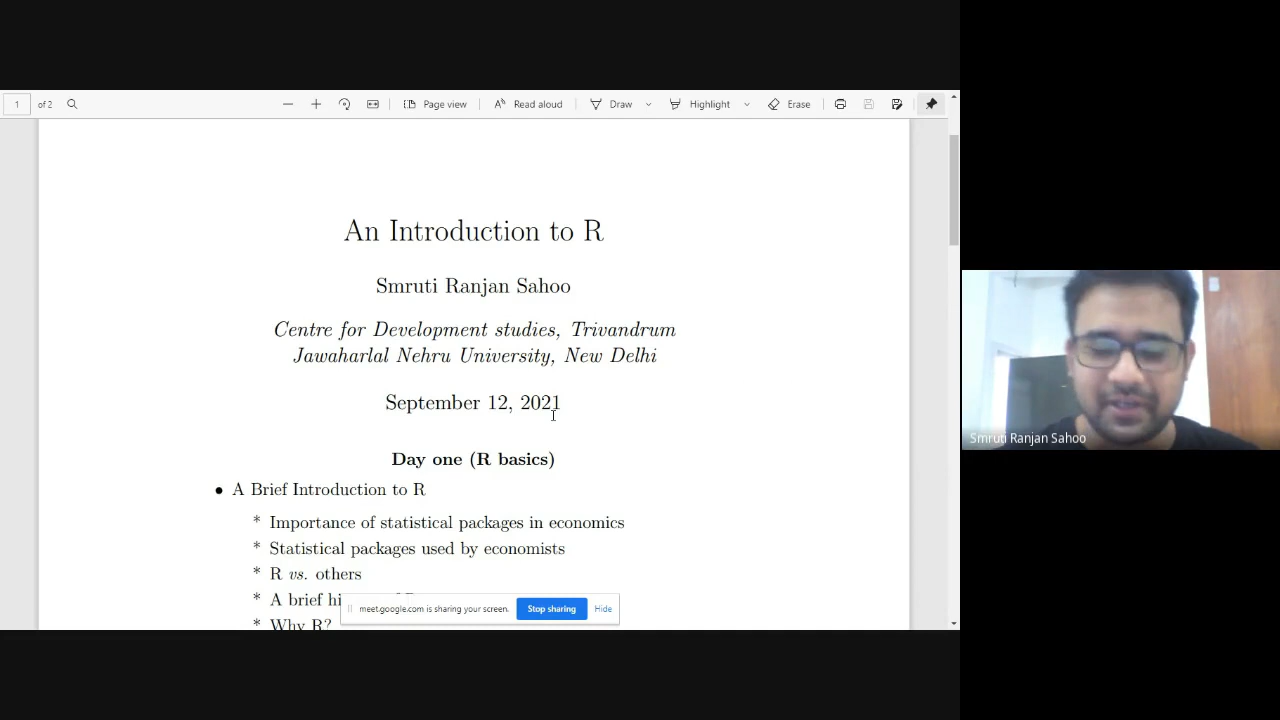 1 of 2
Page view
Read aloud
Draw
Highlight
Erase
An Introduction to R
Smruti Ranjan Sahoo
Centre for Development studies, Trivandrum
Jawaharlal Nehru University, New Delhi
September 12, 2021
Day one (R basics)
• A Brief Introduction to R
* Importance of statistical packages in economics
* Statistical packages used by economists
* R vs. others
* A brief hi
meet.google.com is sharing your screen. Stop sharing Hide
* Why R?
Smruti Ranjan Sahoo